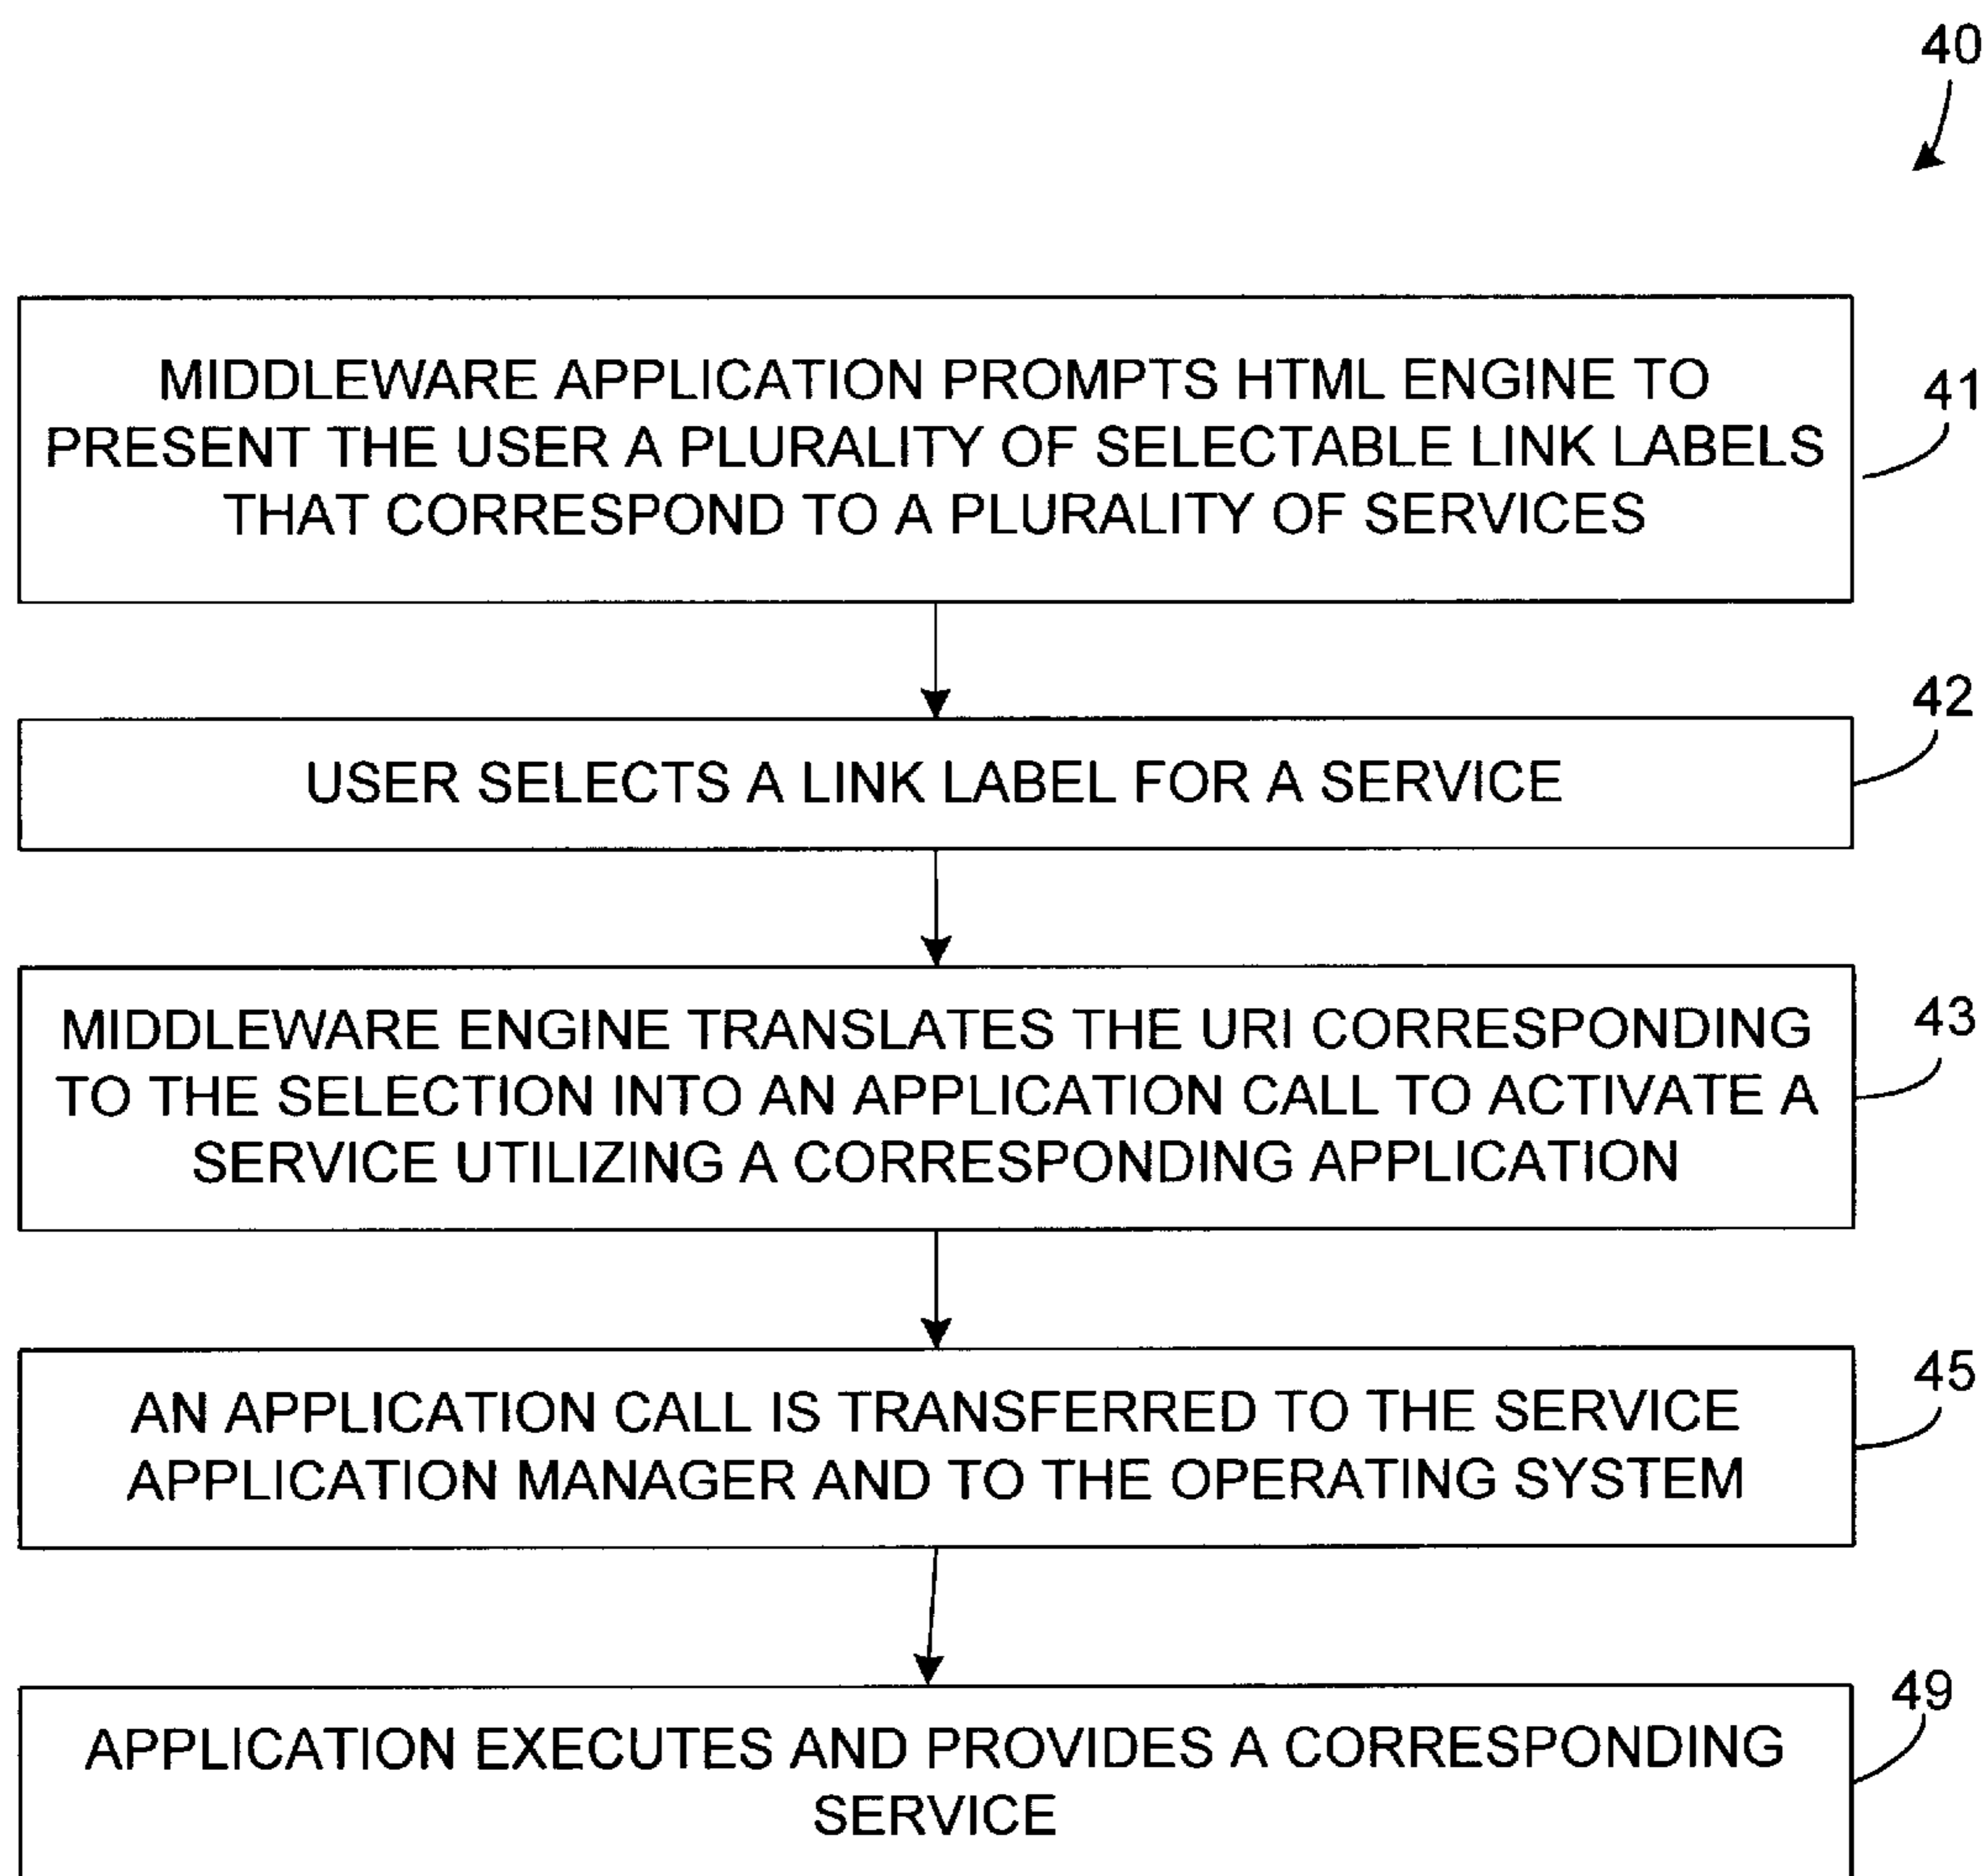 40
MIDDLEWARE APPLICATION PROMPTS HTML ENGINE TO
PRESENT THE USER A PLURALITY OF SELECTABLE LINK LABELS
THAT CORRESPOND TO A PLURALITY OF SERVICES
41
USER SELECTS A LINK LABEL FOR A SERVICE
42
MIDDLEWARE ENGINE TRANSLATES THE URI CORRESPONDING
TO THE SELECTION INTO AN APPLICATION CALL TO ACTIVATE A
SERVICE UTILIZING A CORRESPONDING APPLICATION
43
AN APPLICATION CALL IS TRANSFERRED TO THE SERVICE
APPLICATION MANAGER AND TO THE OPERATING SYSTEM
45
APPLICATION EXECUTES AND PROVIDES A CORRESPONDING
SERVICE
49